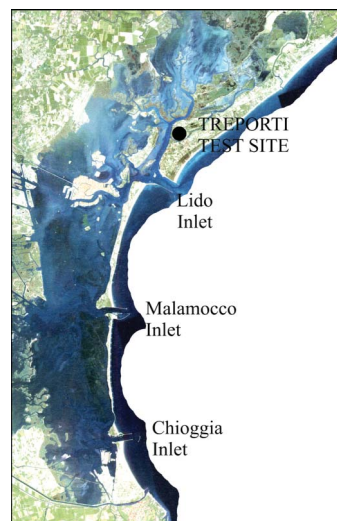 TREPORTI
TEST SITE
Lido
Inlet
Malamocco
Inlet
Chioggia
Inlet